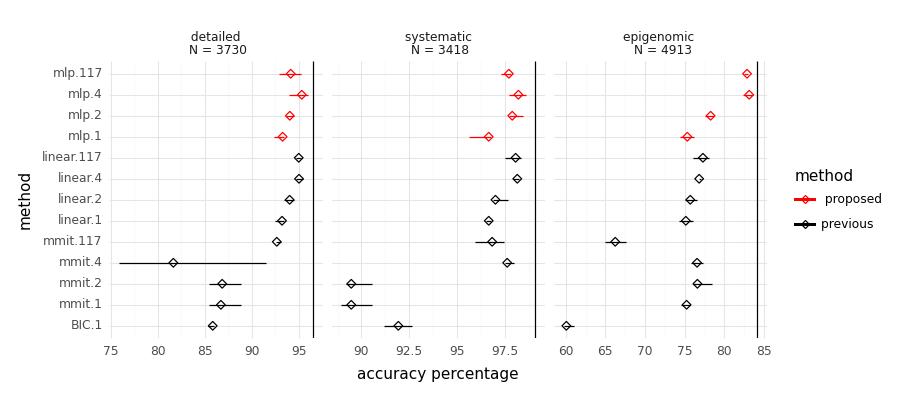 detailed
N = 3730
systematic
N = 3418
epigenomic
N = 4913
method
mlp.117
mlp.4
mlp.2
mlp.1
linear.117
linear.4
linear.2
linear.1
mmit.117
mmit.4
mmit.2
mmit.1
BIC.1
75 80 85 90 95
90 92.5 95 97.5
60 65 70 75 80 85
accuracy percentage
method
proposed
previous